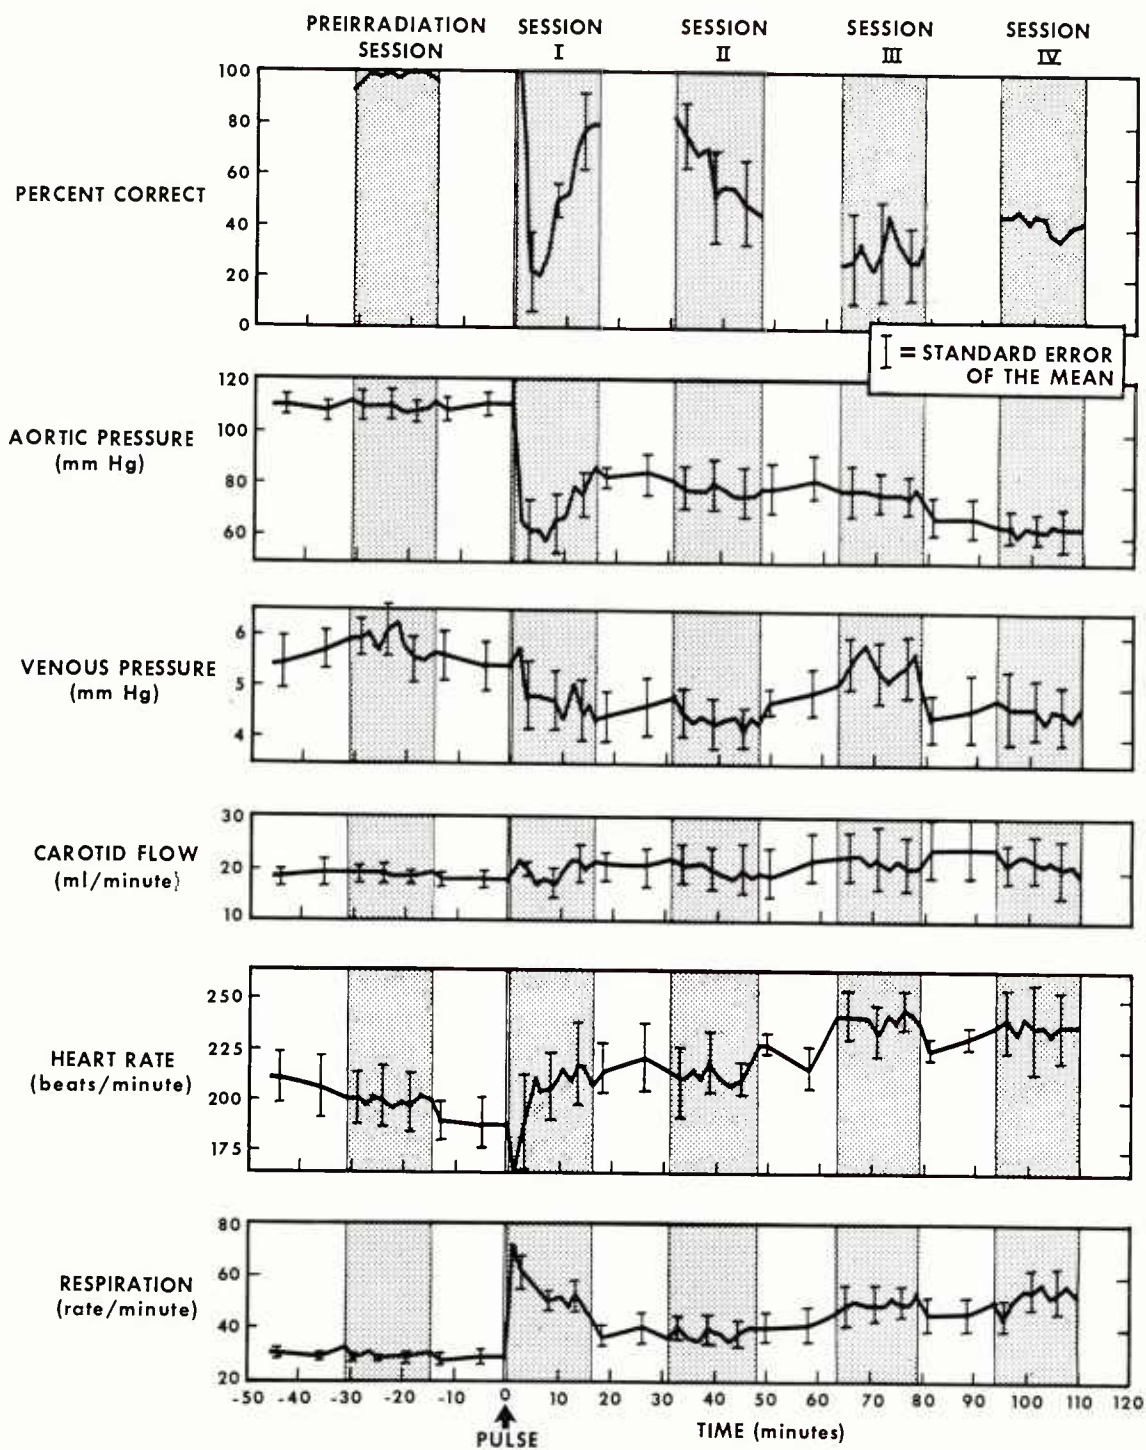 PREIRRADIATION SESSION
SESSION I
SESSION II
SESSION III
SESSION IV
PERCENT CORRECT
100
80
60
40
20
0
I = STANDARD ERROR
OF THE MEAN
AORTIC PRESSURE
(mm Hg)
120
100
80
60
VENOUS PRESSURE
(mm Hg)
6
5
4
CAROTID FLOW
(ml/minute)
30
20
10
HEART RATE
(beats/minute)
250
225
200
175
RESPIRATION
(rate/minute)
80
60
40
20
-50 -40 -30 -20 -10 0 10 20 30 40 50 60 70 80 90 100 110 120
PULSE
TIME (minutes)